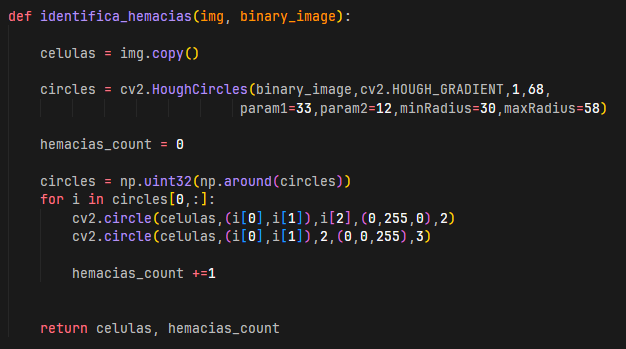 def identifica_hemacias(img, binary_image):
celulas = img.copy()
circles = cv2.HoughCircles(binary_image,cv2.HOUGH_GRADIENT,1,68,
param1=33,param2=12,minRadius=30,maxRadius=58)
hemacias_count = 0
circles = np.uint32(np.around(circles))
for i in circles[0,:]:
cv2.circle(celulas,(i[0],i[1]),i[2],(0,255,0),2)
cv2.circle(celulas,(i[0],i[1]),2,(0,0,255),3)
hemacias_count +=1
return celulas, hemacias_count